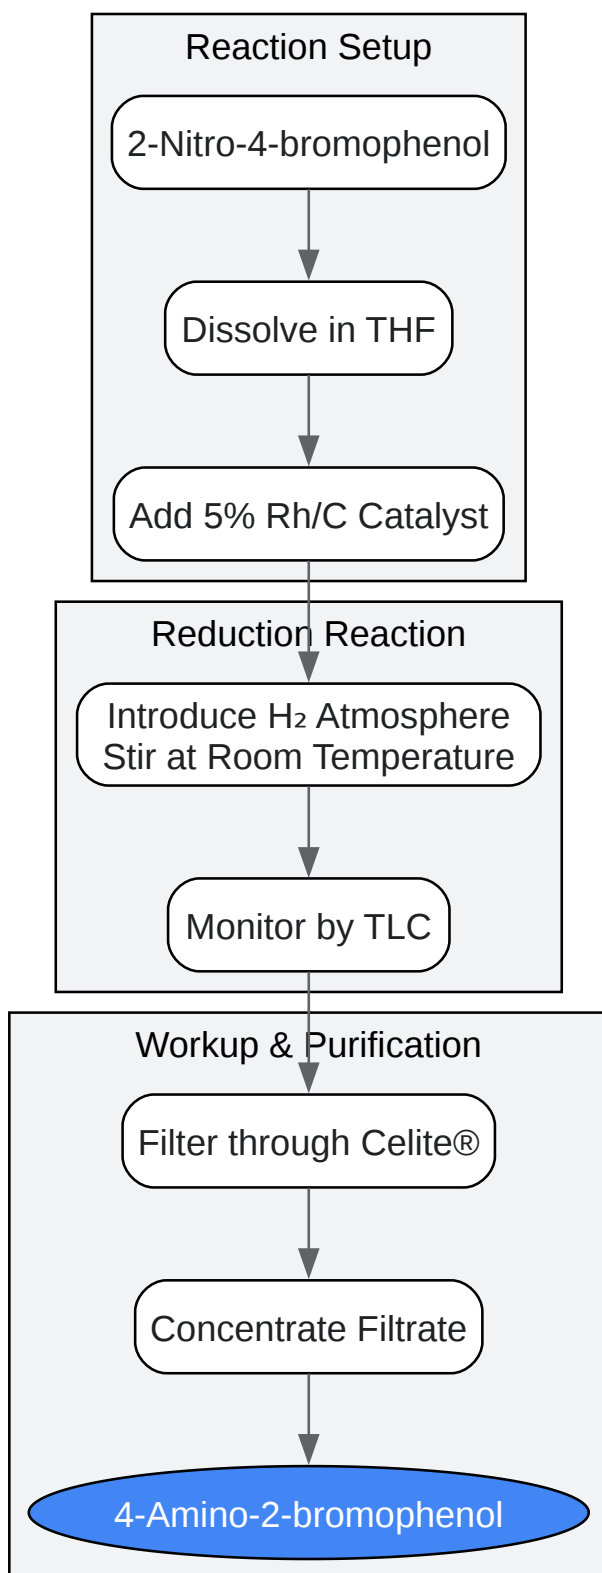 Reaction Setup
2-Nitro-4-bromophenol
Dissolve in THF
Add 5% Rh/C Catalyst
Reduction Reaction
Introduce H₂ Atmosphere
Stir at Room Temperature
Monitor by TLC
Workup & Purification
Filter through Celite®
Concentrate Filtrate
4-Amino-2-bromophenol